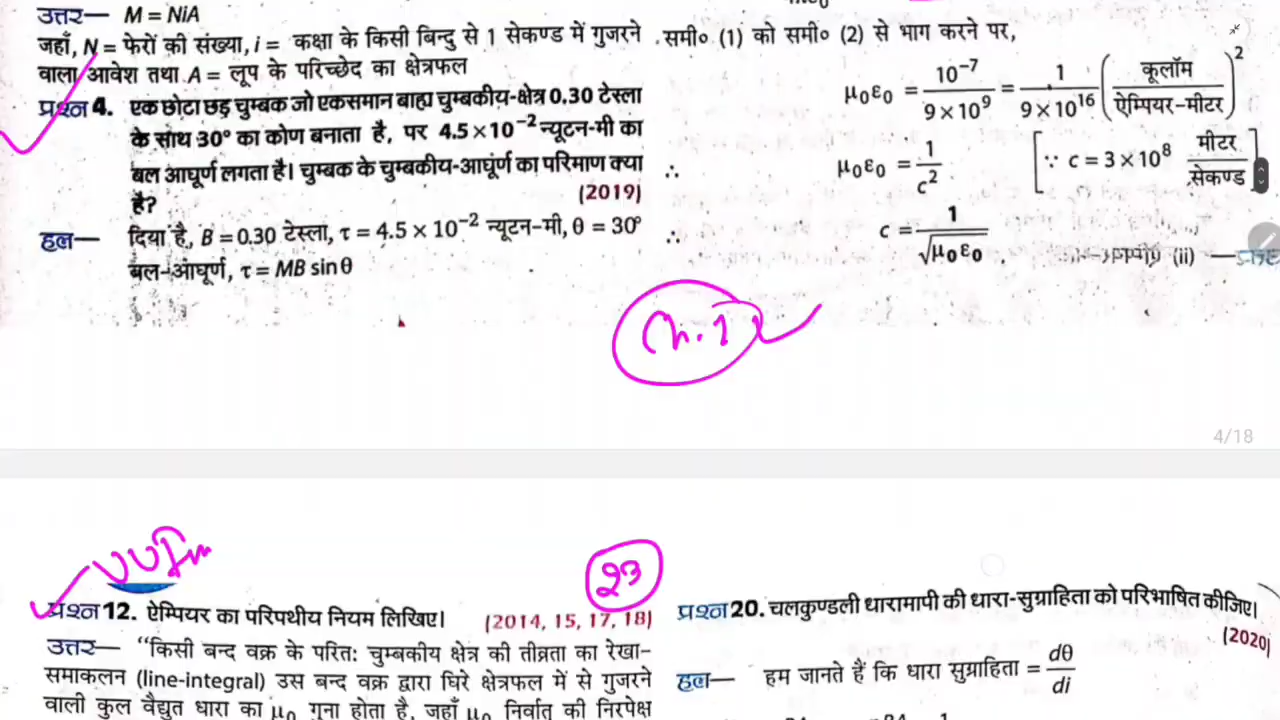 उत्तर— M = NiA
जहाँ, N = फेरों की संख्या, i = कक्षा के किसी बिन्दु से 1 सेकण्ड में गुजरने
वाला आवेश तथा A = लूप के परिच्छेद का क्षेत्रफल
प्रश्न 4. एक छोटा छड़ चुम्बक जो एकसमान बाह्य चुम्बकीय-क्षेत्र 0.30 टेस्ला
के साथ 30° का कोण बनाता है, पर 4.5 × 10⁻² न्यूटन-मी का
बल आघूर्ण लगता है। चुम्बक के चुम्बकीय-आघूर्ण का परिमाण क्या
है? (2019)
हल— दिया है, B = 0.30 टेस्ला, τ = 4.5 × 10⁻² न्यूटन-मी, θ = 30°
बल-आघूर्ण, τ = MB sin θ
समी० (1) को समी० (2) से भाग करने पर,
μ₀ε₀ = 10⁻⁷ / 9 × 10⁹ = 1 / 9 × 10¹⁶ (कूलॉम / ऐम्पियर-मीटर)²
∴ μ₀ε₀ = 1 / c² [∵ c = 3 × 10⁸ मीटर / सेकण्ड]
∴ c = 1 / √μ₀ε₀
(ii) —
4/18
23
प्रश्न 12. ऐम्पियर का परिपथीय नियम लिखिए। (2014, 15, 17, 18)
उत्तर— “किसी बन्द वक्र के परित: चुम्बकीय क्षेत्र की तीव्रता का रेखा-
समाकलन (line-integral) उस बन्द वक्र द्वारा घिरे क्षेत्रफल में से गुजरने
वाली कुल वैद्युत धारा का μ₀ गुना होता है, जहाँ μ₀ निर्वात् की निरपेक्ष
प्रश्न 20. चलकुण्डली धारामापी की धारा-सुग्राहिता को परिभाषित कीजिए।
(2020)
हल— हम जानते हैं कि धारा सुग्राहिता = dθ / di